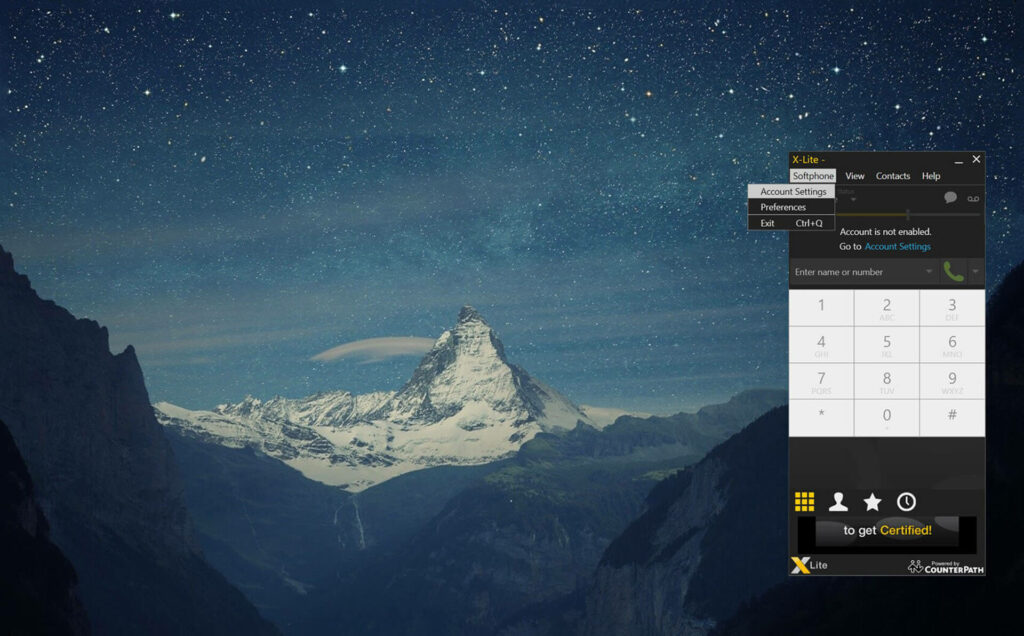 X-Lite -
Softphone View Contacts Help
Account Settings
Preferences
Exit Ctrl+Q
Status
Account is not enabled.
Go to Account Settings
Enter name or number
1 2 3
ABC DEF
4 5 6
GHI JKL MNO
7 8 9
PQRS TUV WXYZ
* 0 #
+
to get Certified!
X Lite
Powered by
COUNTERPATH